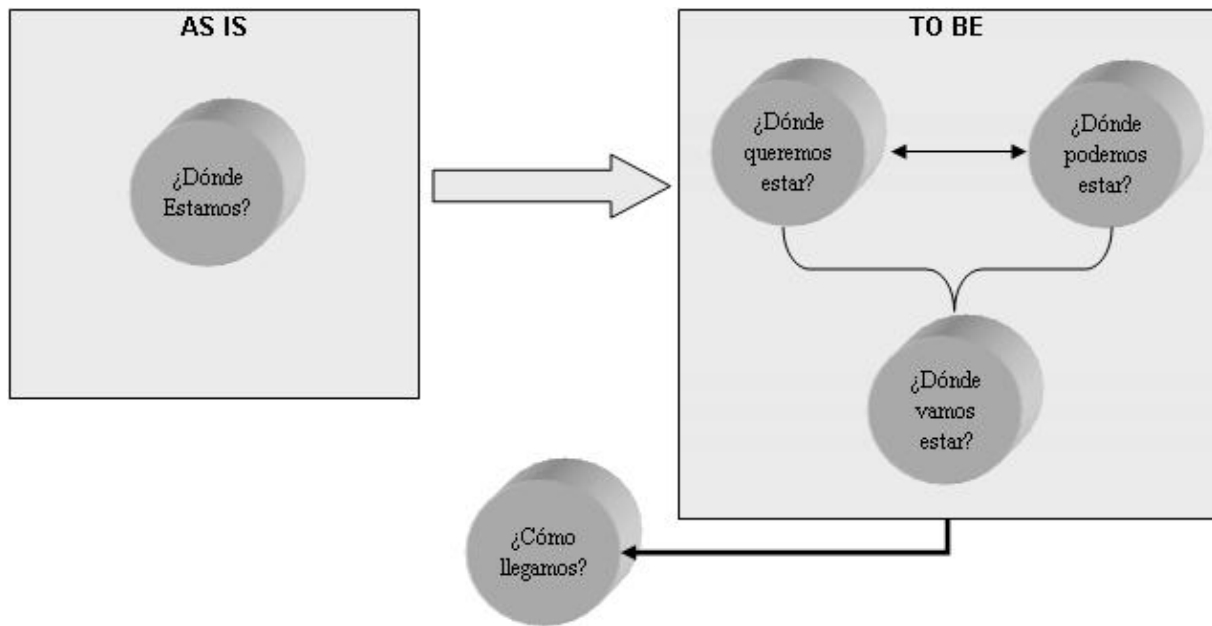 AS IS
¿Dónde
Estamos?
TO BE
¿Dónde
queremos
estar?
¿Dónde
podemos
estar?
¿Dónde
vamos
estar?
¿Cómo
llegamos?